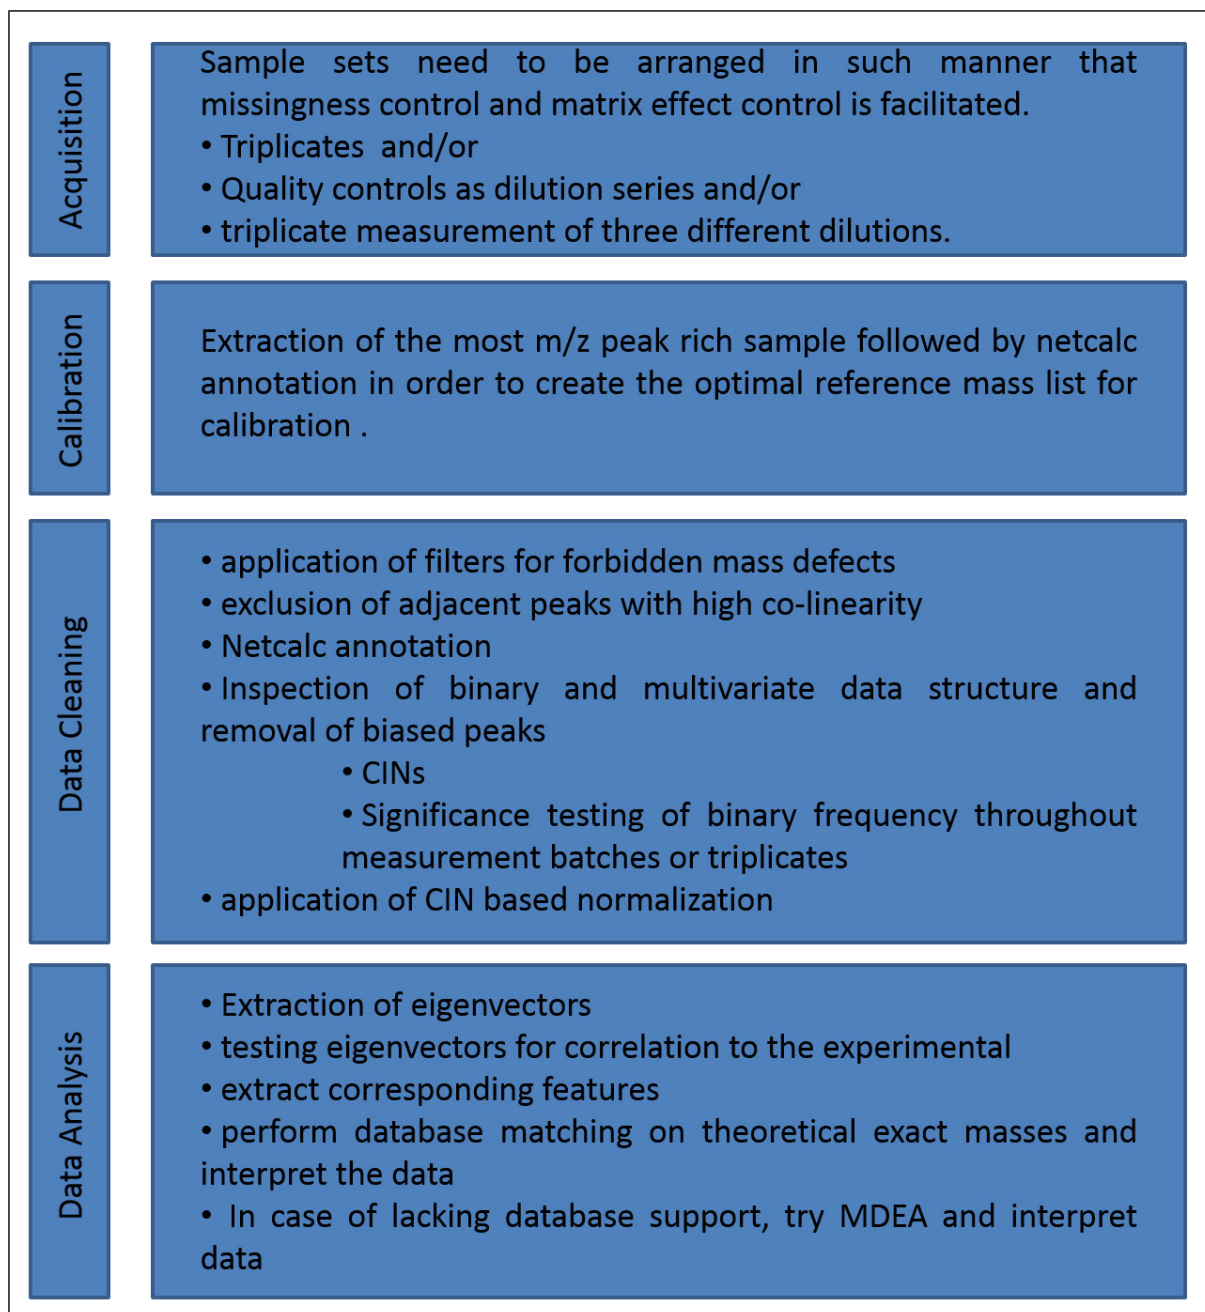 Acquisition
Sample sets need to be arranged in such manner that
missingness control and matrix effect control is facilitated.
• Triplicates and/or
• Quality controls as dilution series and/or
• triplicate measurement of three different dilutions.
Calibration
Extraction of the most m/z peak rich sample followed by netcalc
annotation in order to create the optimal reference mass list for
calibration .
Data Cleaning
• application of filters for forbidden mass defects
• exclusion of adjacent peaks with high co-linearity
• Netcalc annotation
• Inspection of binary and multivariate data structure and
removal of biased peaks
• CINs
• Significance testing of binary frequency throughout
measurement batches or triplicates
• application of CIN based normalization
Data Analysis
• Extraction of eigenvectors
• testing eigenvectors for correlation to the experimental
• extract corresponding features
• perform database matching on theoretical exact masses and
interpret the data
• In case of lacking database support, try MDEA and interpret
data